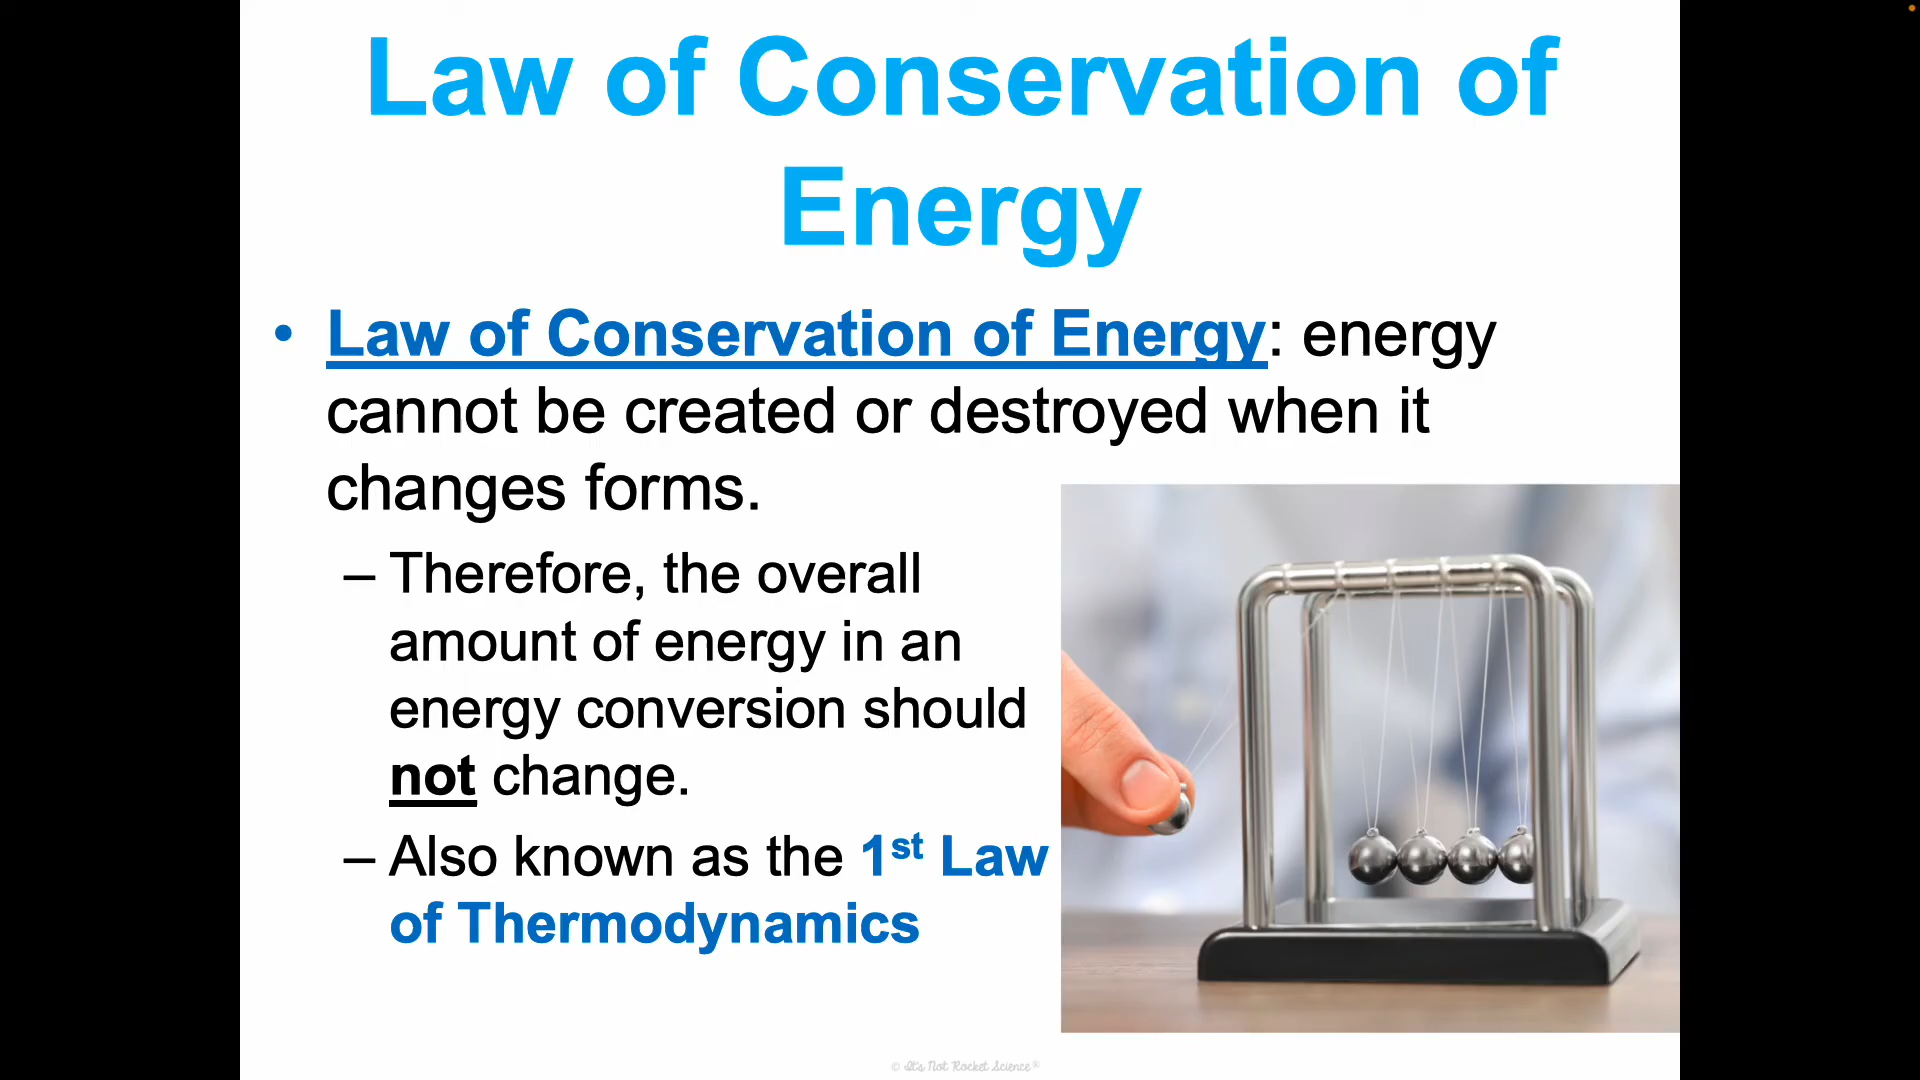 Law of Conservation of
Energy
• Law of Conservation of Energy: energy
cannot be created or destroyed when it
changes forms.
– Therefore, the overall
amount of energy in an
energy conversion should
not change.
– Also known as the 1st Law
of Thermodynamics
© It's Not Rocket Science®